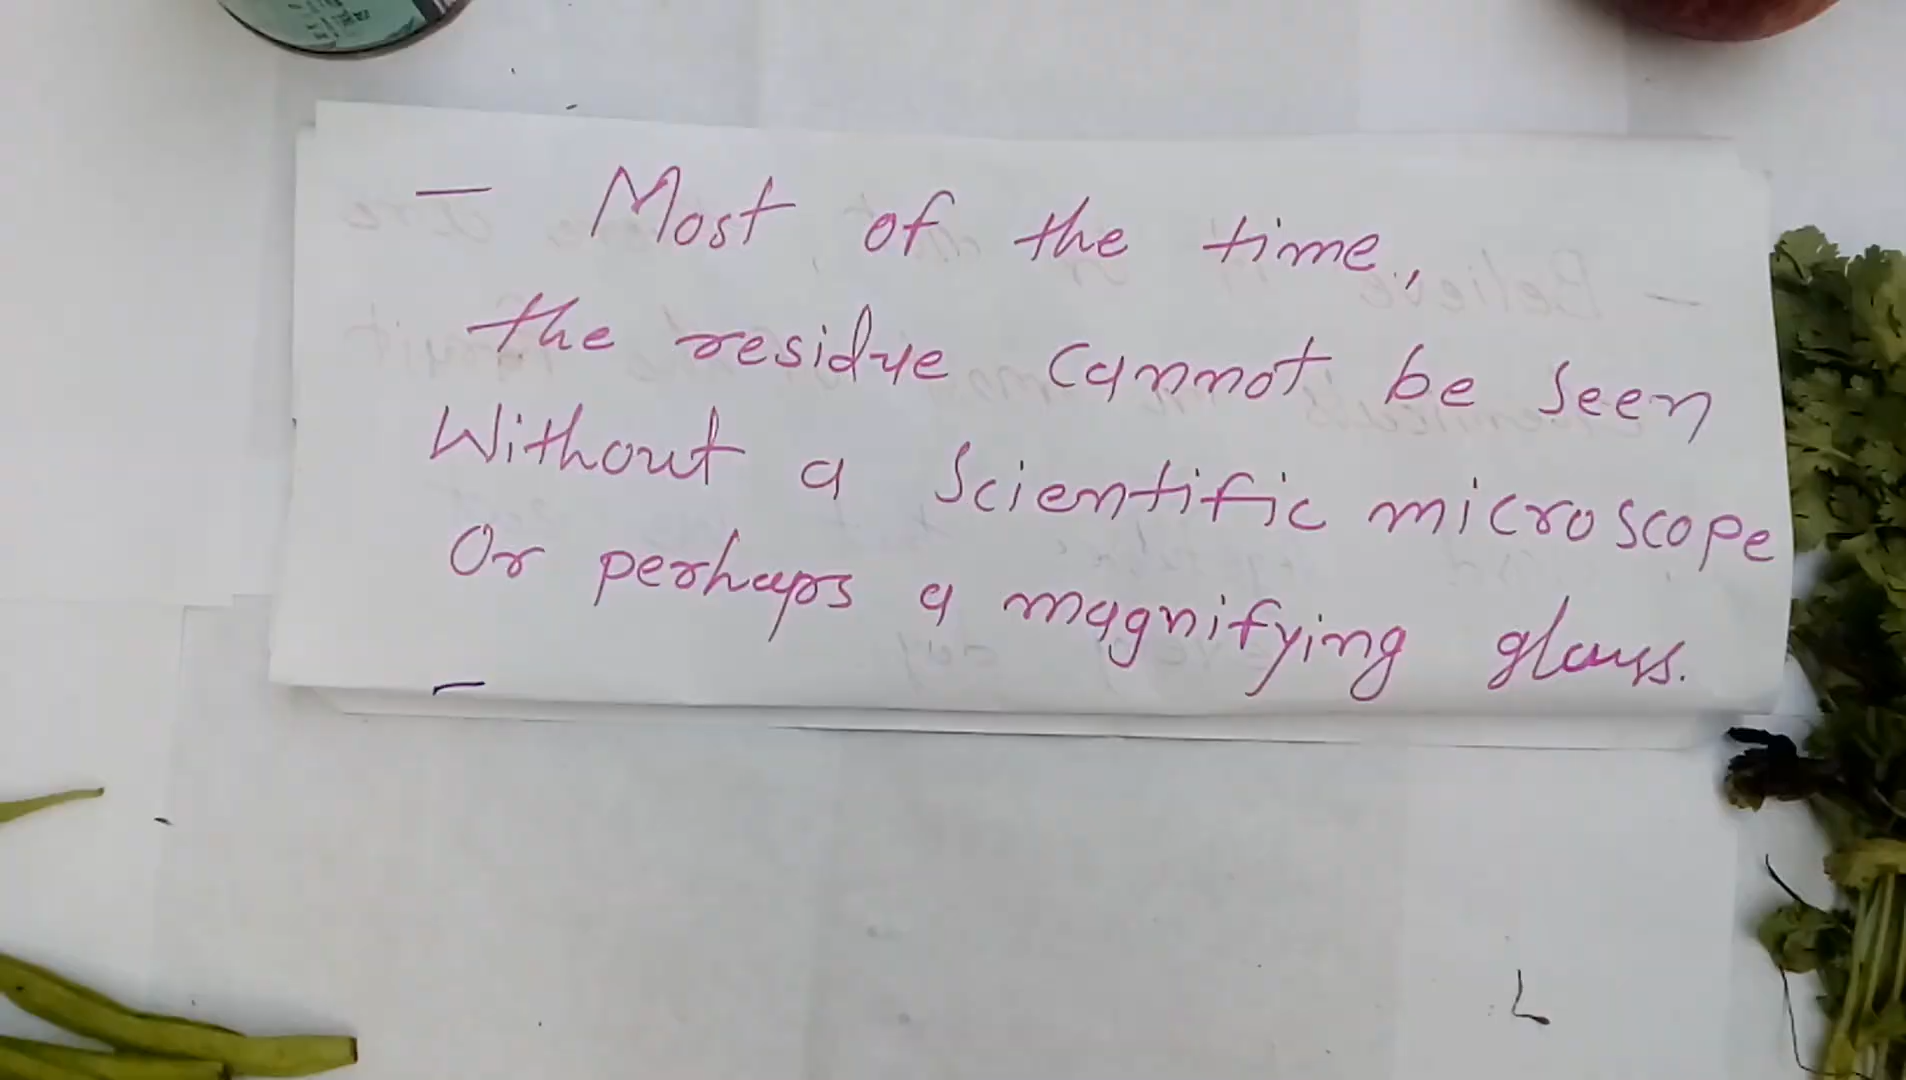 — Most of the time,
the residue cannot be seen
Without a Scientific microscope
Or perhaps a magnifying glass.